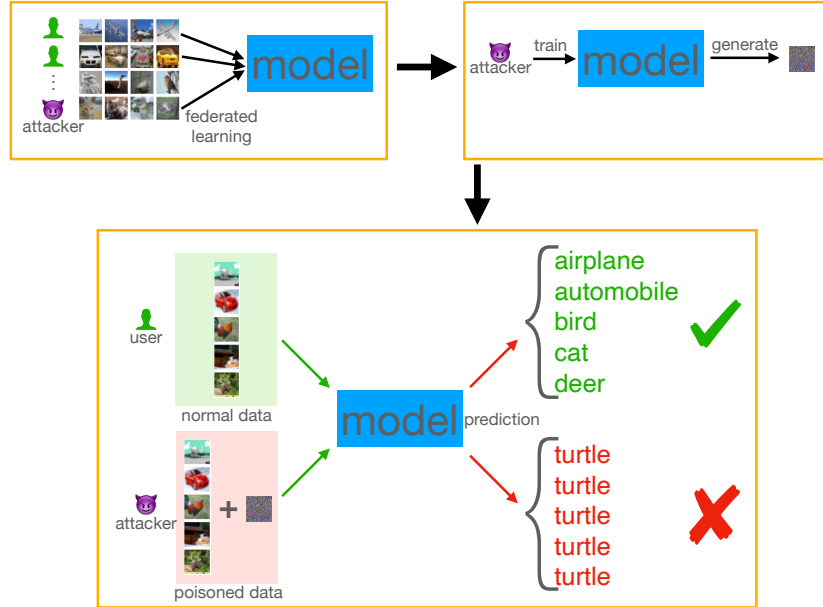 model
attacker
federated
learning
attacker
train
model
generate
user
normal data
attacker
+
poisoned data
model
prediction
airplane
automobile
bird
cat
deer
turtle
turtle
turtle
turtle
turtle